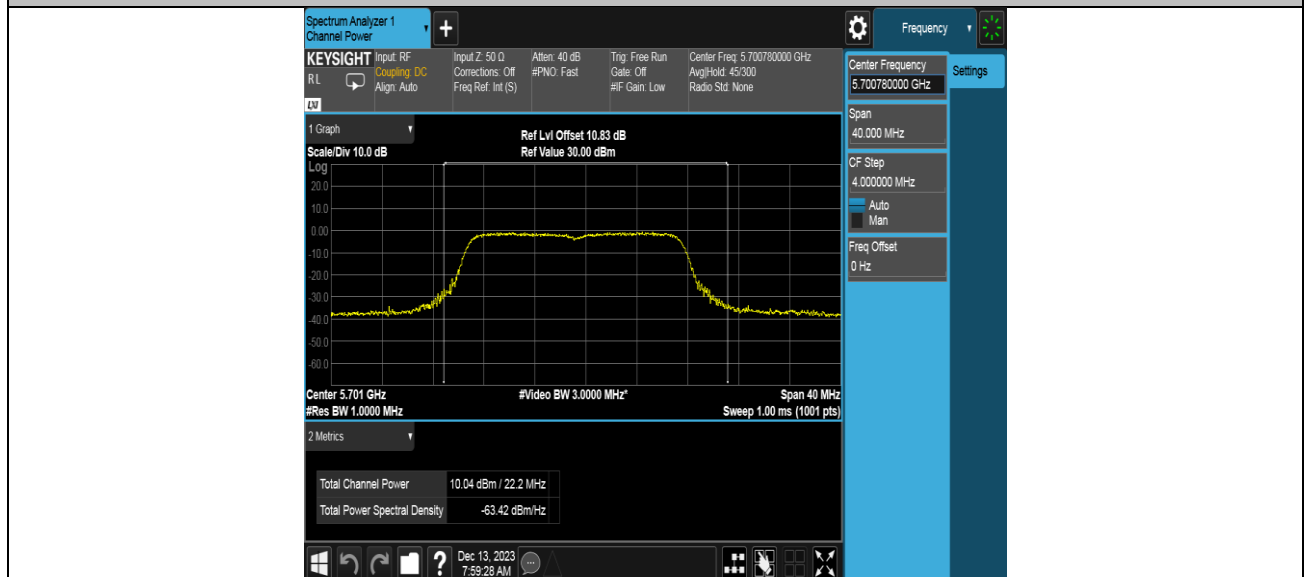 Spectrum Analyzer 1
Channel Power
+
Frequency
KEYSIGHT
RL
LXI
Input: RF
Coupling: DC
Align: Auto
Input Z: 50 Ω
Corrections: Off
Freq Ref: Int (S)
Atten: 40 dB
#PNO: Fast
Trig: Free Run
Gate: Off
#IF Gain: Low
Center Freq: 5.700780000 GHz
Avg|Hold: 45/300
Radio Std: None
Center Frequency
5.700780000 GHz
Settings
Span
40.000 MHz
CF Step
4.000000 MHz
Auto
Man
Freq Offset
0 Hz
1 Graph
Scale/Div 10.0 dB
Ref Lvl Offset 10.83 dB
Ref Value 30.00 dBm
Log
20.0
10.0
0.00
-10.0
-20.0
-30.0
-40.0
-50.0
-60.0
Center 5.701 GHz
#Video BW 3.0000 MHz*
Span 40 MHz
#Res BW 1.0000 MHz
Sweep 1.00 ms (1001 pts)
2 Metrics
Total Channel Power 10.04 dBm / 22.2 MHz
Total Power Spectral Density -63.42 dBm/Hz
?
Dec 13, 2023
7:59:28 AM